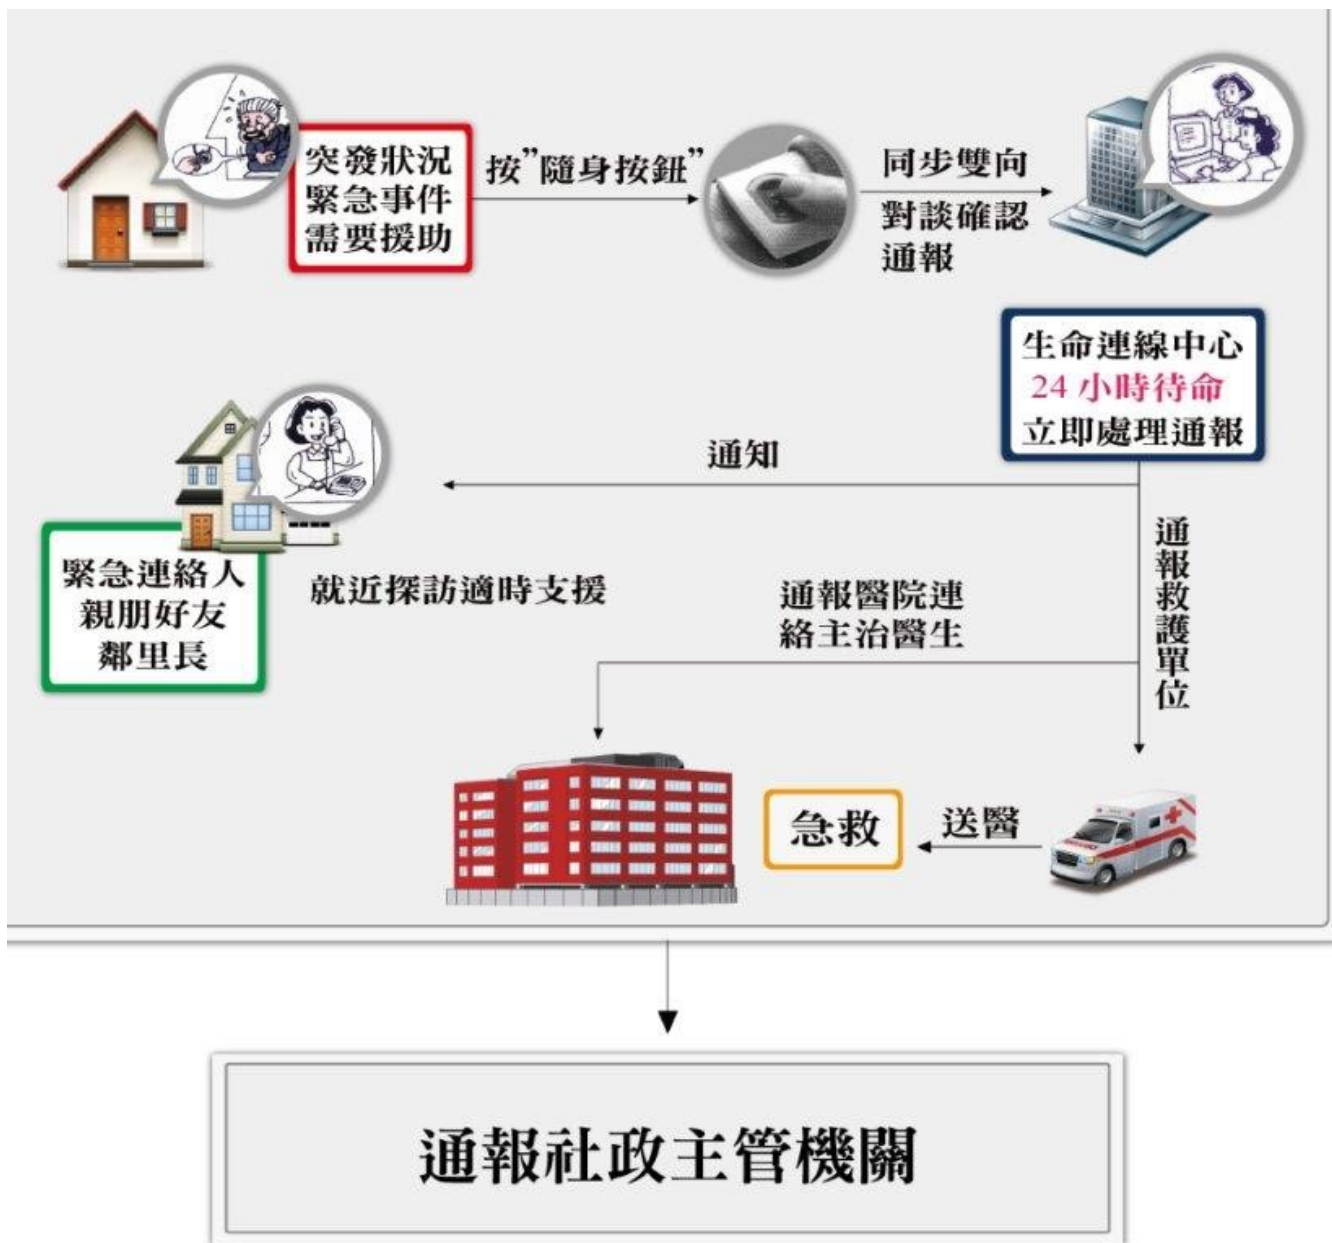 突發狀況
緊急事件
需要援助
按”隨身按鈕”
同步雙向
對談確認
通報
生命連線中心
24 小時待命
立即處理通報
通知
緊急連絡人
親朋好友
鄰里長
就近探訪適時支援
通報醫院連
絡主治醫生
通報救護單位
急救
送醫
通報社政主管機關